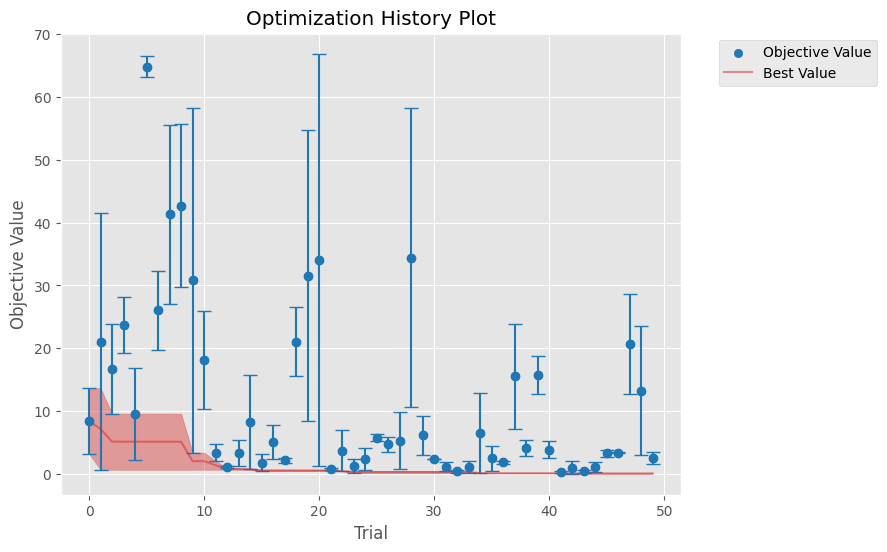 Optimization History Plot
Objective Value
Best Value
70
60
50
40
30
20
10
0
Objective Value
0 10 20 30 40 50
Trial